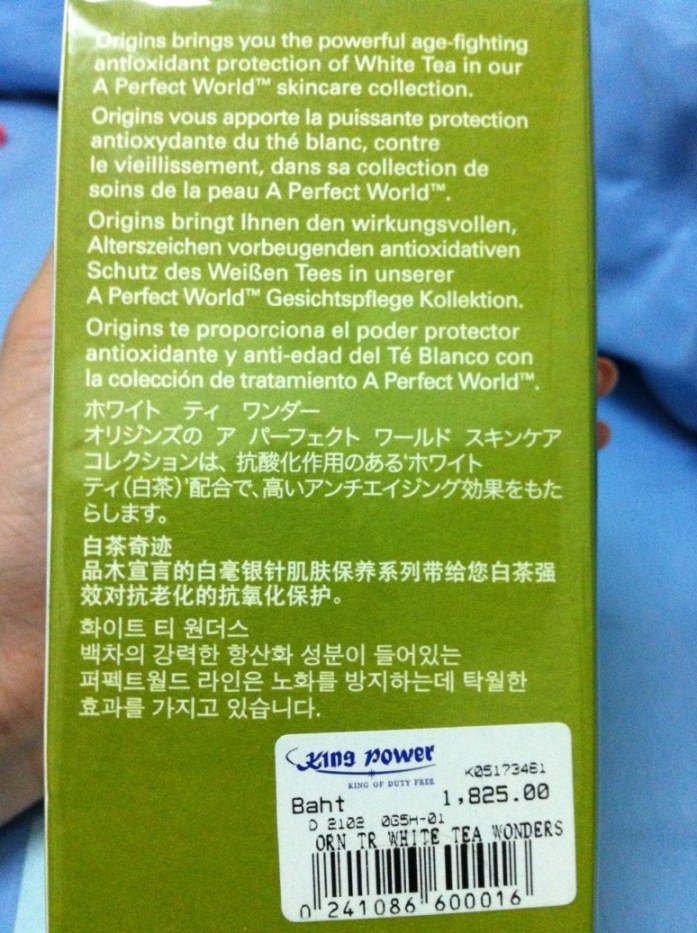 Origins brings you the powerful age-fighting
antioxidant protection of White Tea in our
A Perfect World™ skincare collection.
Origins vous apporte la puissante protection
antioxydante du thé blanc, contre
le vieillissement, dans sa collection de
soins de la peau A Perfect World™.
Origins bringt Ihnen den wirkungsvollen,
Alterszeichen vorbeugenden antioxidativen
Schutz des Weißen Tees in unserer
A Perfect World™ Gesichtspflege Kollektion.
Origins te proporciona el poder protector
antioxidante y anti-edad del Té Blanco con
la colección de tratamiento A Perfect World™.
ホワイト ティ ワンダー
オリジンズの ア パーフェクト ワールド スキンケア
コレクションは、抗酸化作用のある'ホワイト
ティ(白茶)'配合で、高いアンチエイジング効果をもた
らします。
白茶奇迹
品木宣言的白毫银针肌肤保养系列带给您白茶强
效对抗老化的抗氧化保护。
화이트 티 원더스
백차의 강력한 항산화 성분이 들어있는
퍼펙트월드 라인은 노화를 방지하는데 탁월한
효과를 가지고 있습니다.
King Power
KING OF DUTY FREE
K05173461
Baht 1,825.00
D 2102 0G5H-01
ORN TR WHITE TEA WONDERS
0 241086 600016